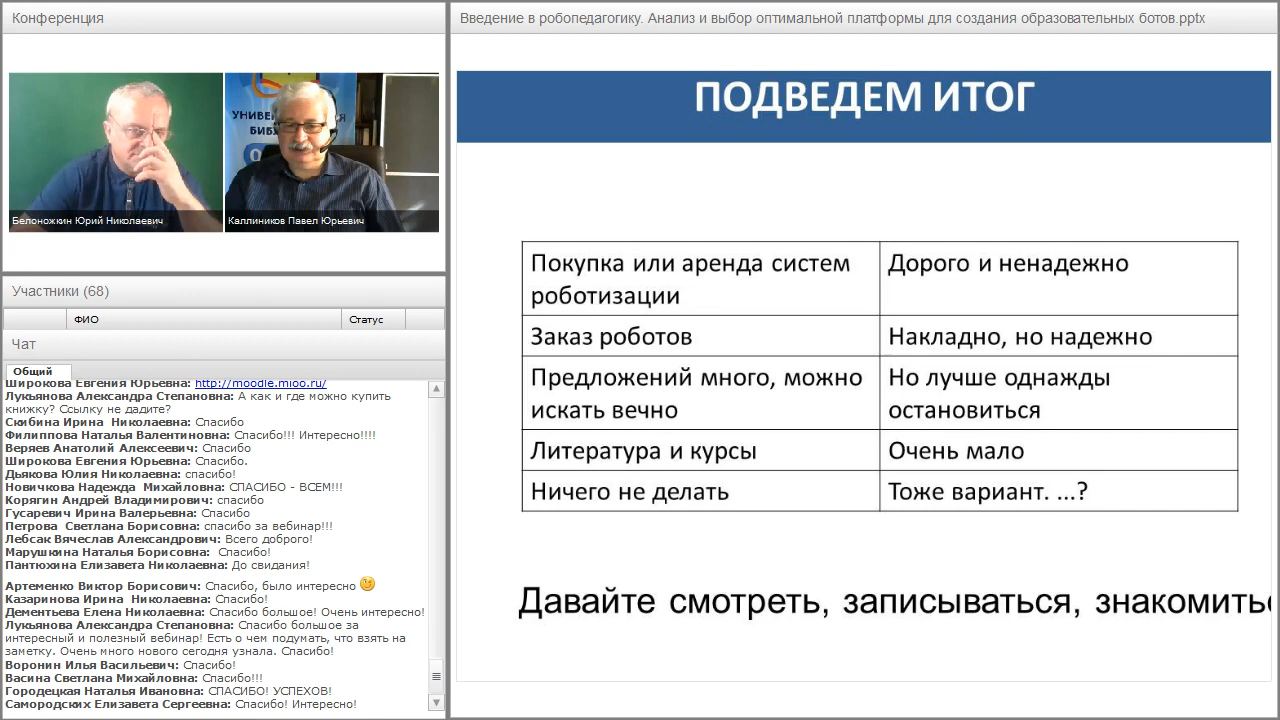 Конференция
УНИВЕ
БИБ
Белоножкин Юрий Николаевич
Каллиников Павел Юрьевич
Участники (68)
ФИО
Статус
Чат
Общий
Широкова Евгения Юрьевна: http://moodle.mioo.ru/
Лукьянова Александра Степановна: А как и где можно купить
книжку? Ссылку не дадите?
Скибина Ирина Николаевна: Спасибо
Филиппова Наталья Валентиновна: Спасибо!!! Интересно!!!!
Веряев Анатолий Алексеевич: Спасибо
Широкова Евгения Юрьевна: Спасибо.
Дьякова Юлия Николаевна: спасибо!
Новичкова Надежда Михайловна: СПАСИБО - ВСЕМ!!!
Корягин Андрей Владимирович: спасибо
Гусаревич Ирина Валерьевна: Спасибо
Петрова Светлана Борисовна: спасибо за вебинар!!!
Лебсак Вячеслав Александрович: Всего доброго!
Марушкина Наталья Борисовна: Спасибо!
Пантюхина Елизавета Николаевна: До свидания!
Артеменко Виктор Борисович: Спасибо, было интересно
Казаринова Ирина Николаевна: Спасибо!
Дементьева Елена Николаевна: Спасибо большое! Очень интересно!
Лукьянова Александра Степановна: Спасибо большое за
интересный и полезный вебинар! Есть о чем подумать, что взять на
заметку. Очень много нового сегодня узнала. Спасибо!
Воронин Илья Васильевич: Спасибо!
Васина Светлана Михайловна: Спасибо!!!
Городецкая Наталья Ивановна: СПАСИБО! УСПЕХОВ!
Самородских Елизавета Сергеевна: Спасибо! Интересно!
Введение в робопедагогику. Анализ и выбор оптимальной платформы для создания образовательных ботов.pptx
ПОДВЕДЕМ ИТОГ
Покупка или аренда систем
роботизации
Дорого и ненадежно
Заказ роботов
Накладно, но надежно
Предложений много, можно
искать вечно
Но лучше однажды
остановиться
Литература и курсы
Очень мало
Ничего не делать
Тоже вариант. ...?
Давайте смотреть, записываться, знакомитьс